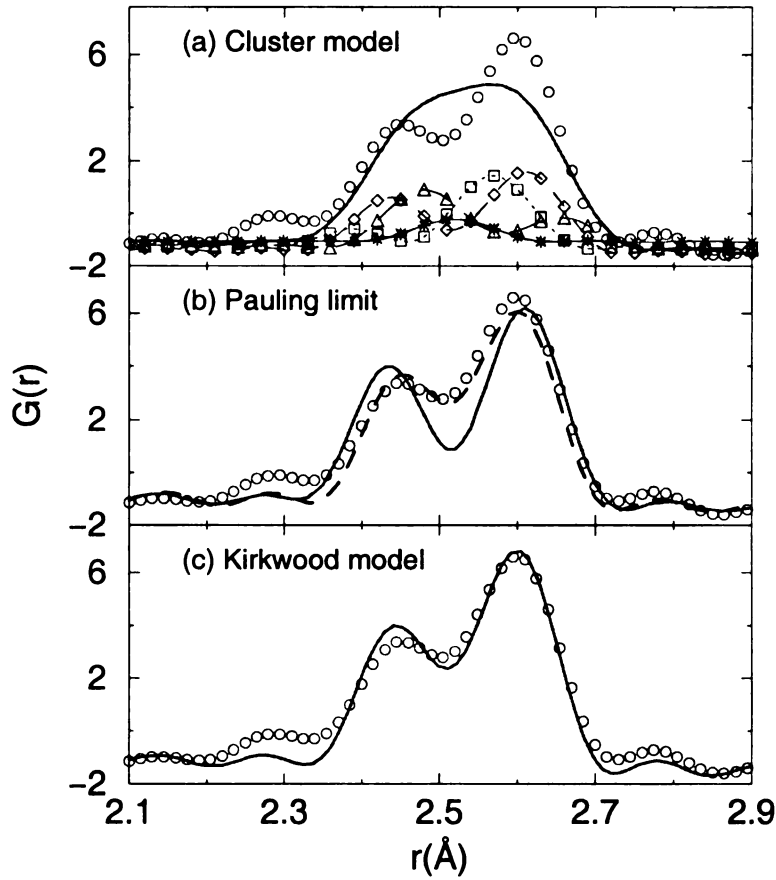 (a) Cluster model
6
2
−2
(b) Pauling limit
6
2
−2
G(r)
(c) Kirkwood model
6
2
−2
2.1 2.3 2.5 2.7 2.9
r(Å)